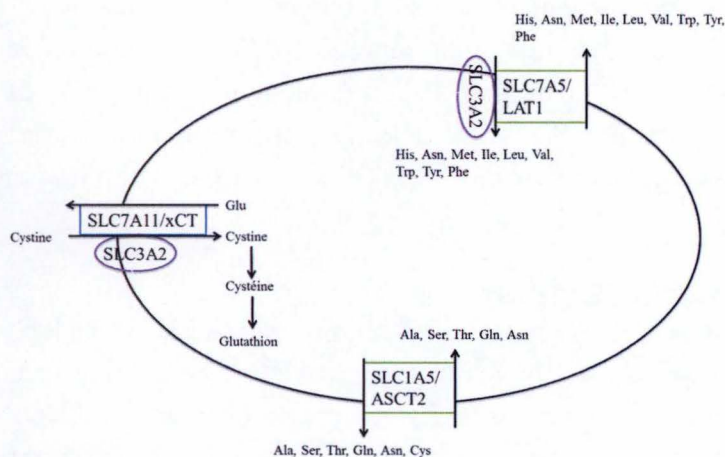 His, Asn, Met, Ile, Leu, Val, Trp, Tyr,
Phe
SLC3A2
SLC7A5/
LAT1
His, Asn, Met, Ile, Leu, Val,
Trp, Tyr, Phe
Glu
SLC7A11/xCT
Cystine
Cystine
SLC3A2
Cystéine
Glutathion
Ala, Ser, Thr, Gln, Asn
SLC1A5/
ASCT2
Ala, Ser, Thr, Gln, Asn, Cys